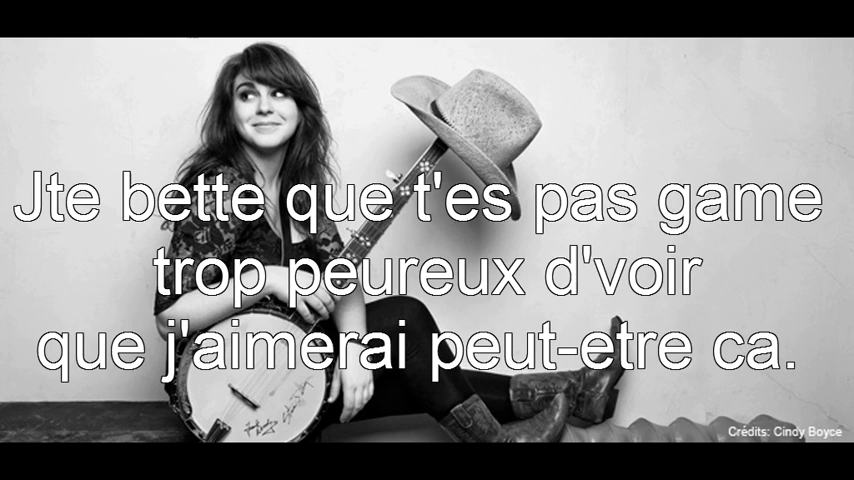 Jte bette que t'es pas game
trop peureux d'voir
que j'aimerai peut-etre ca.
Crédits: Cindy Boyce